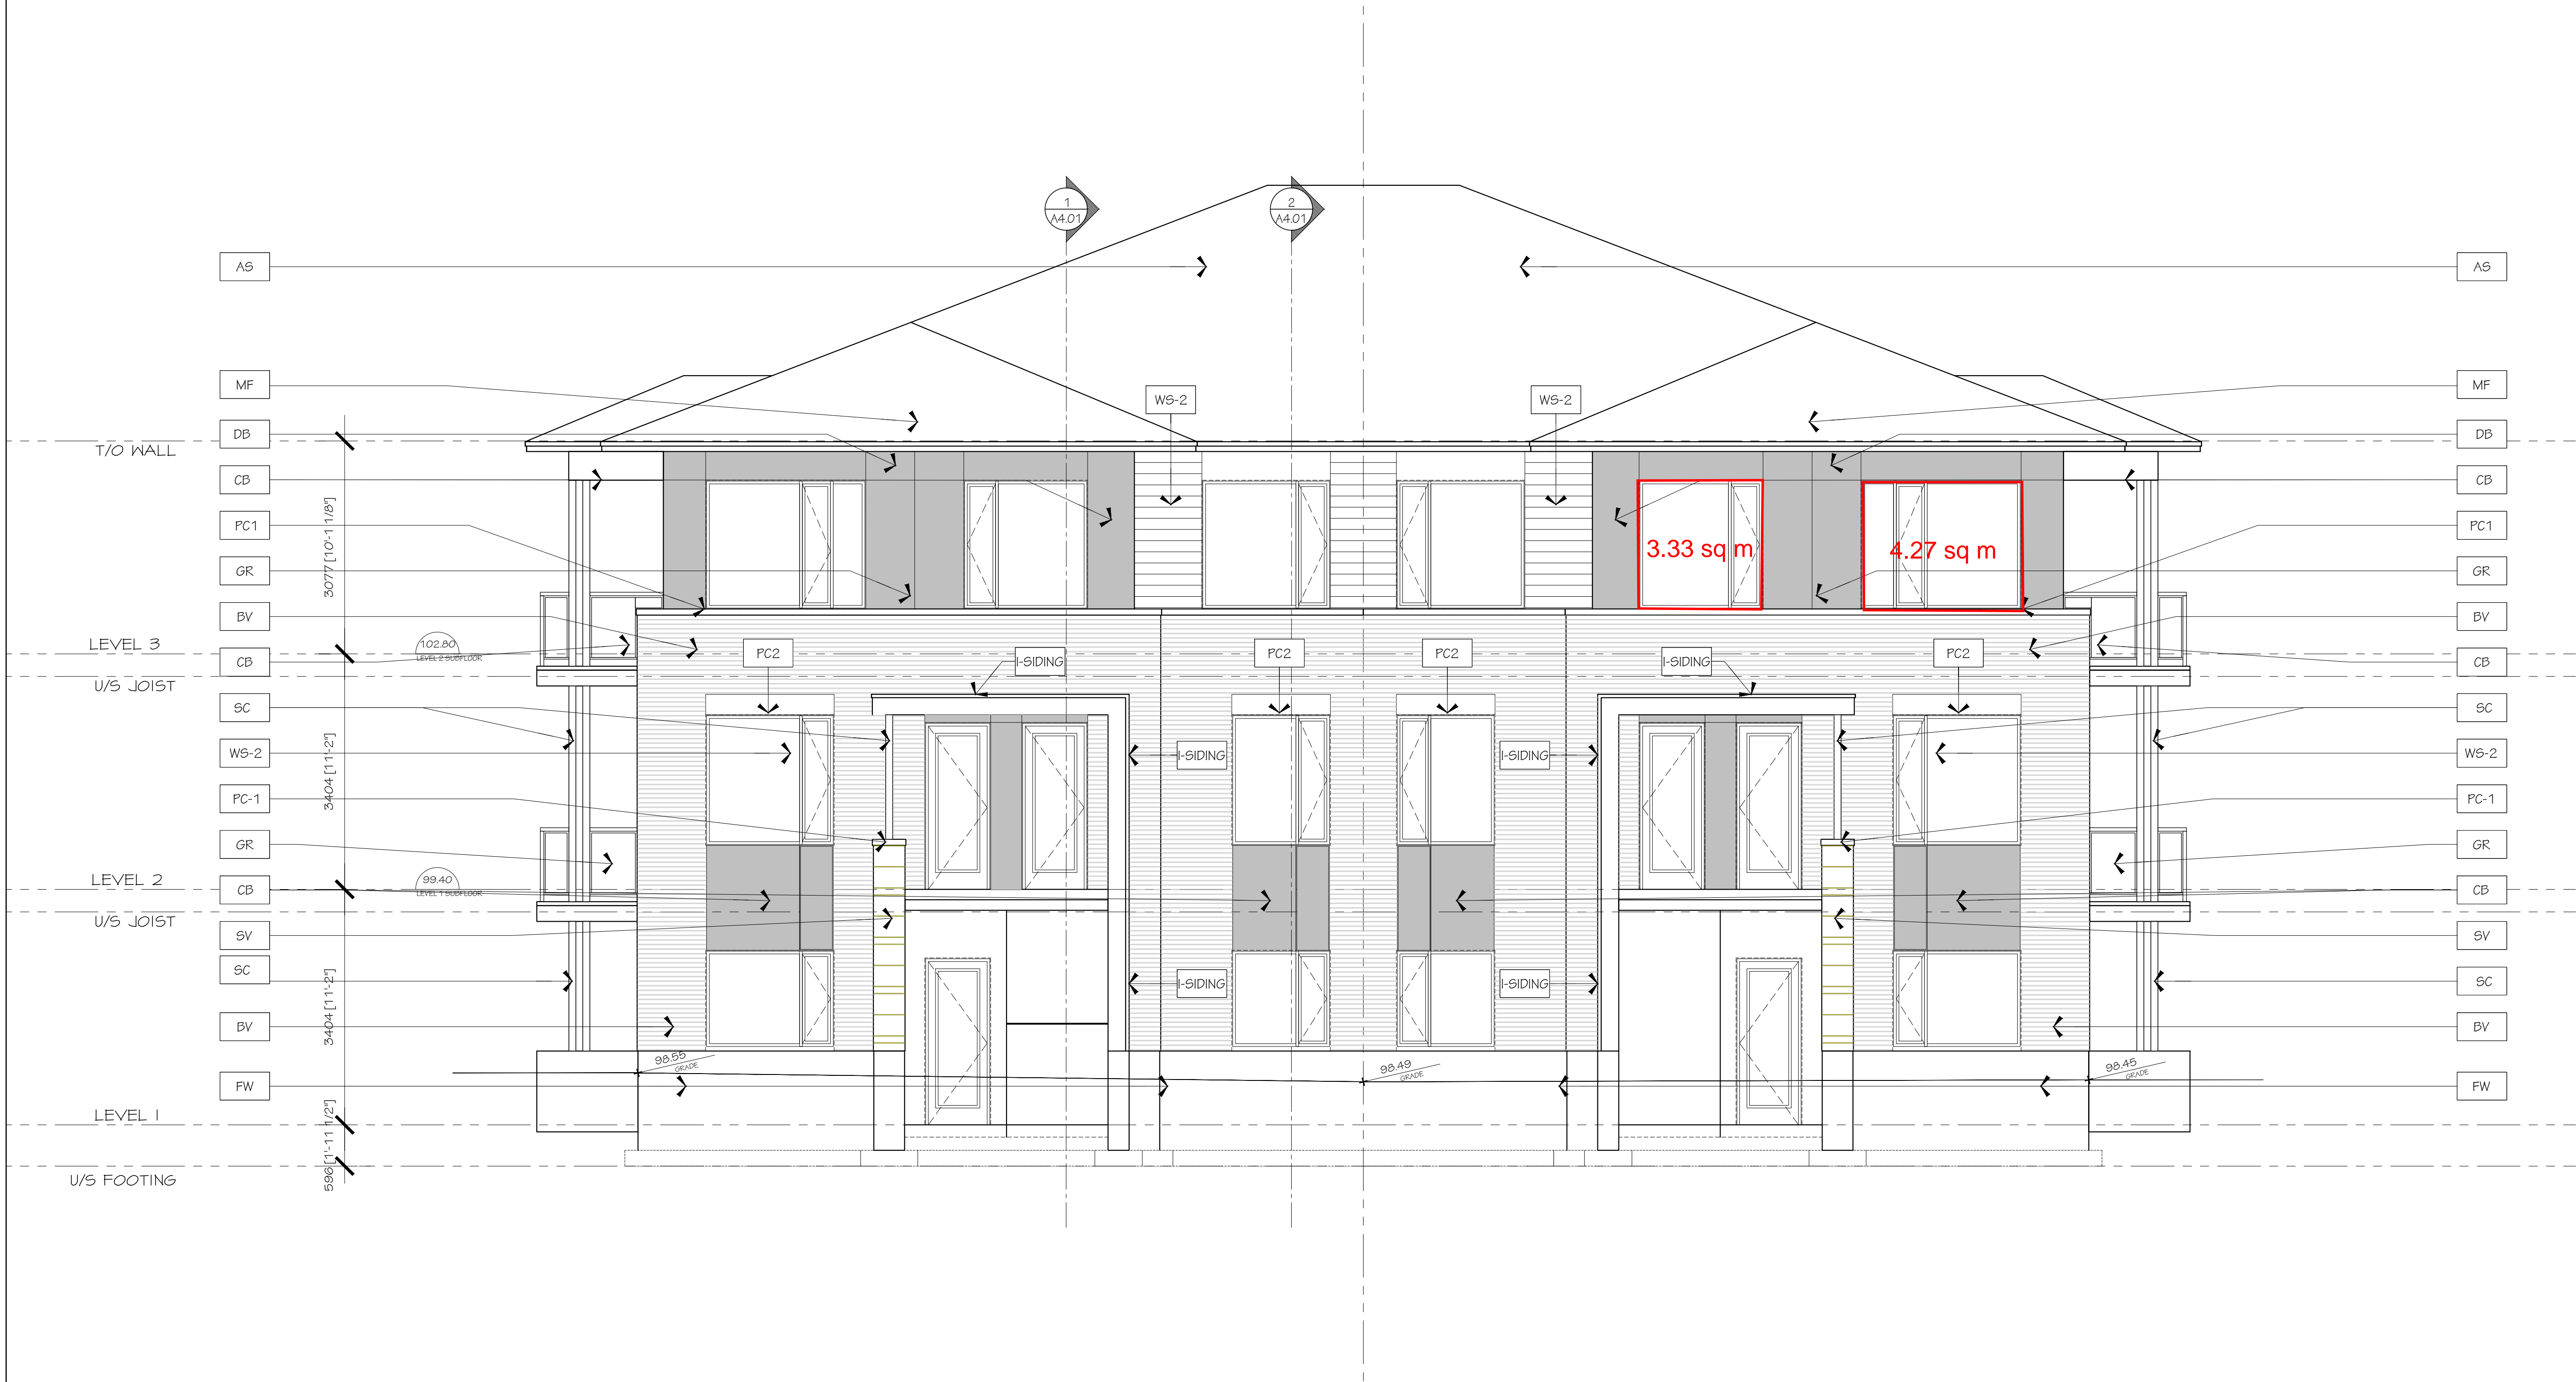 1
A4.01
2
A4.01
AS
AS
MF
MF
WS-2
WS-2
DB
DB
T/O WALL
CB
CB
PC1
PC1
3077 [10'-1 1/8"]
3.33 sq m
4.27 sq m
GR
GR
BV
BV
LEVEL 3
102.80
LEVEL 2 SUBFLOOR
PC2
PC2
PC2
PC2
I-SIDING
I-SIDING
CB
CB
U/S JOIST
SC
SC
WS-2
I-SIDING
I-SIDING
WS-2
3404 [11'-2"]
PC-1
PC-1
GR
GR
LEVEL 2
99.40
LEVEL 1 SUBFLOOR
CB
CB
U/S JOIST
SV
SV
SC
I-SIDING
I-SIDING
SC
3404 [11'-2"]
BV
BV
98.55
GRADE
98.49
GRADE
98.45
GRADE
FW
FW
LEVEL 1
596 [1'-11 1/2"]
U/S FOOTING